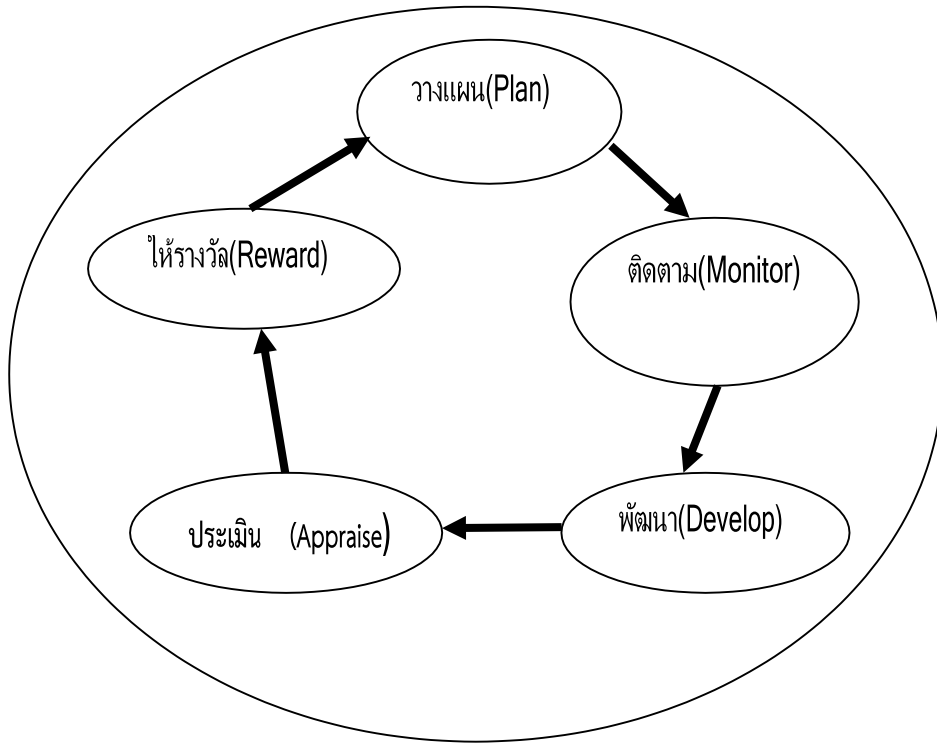 วางแผน(Plan)
ให้รางวัล(Reward)
ติดตาม(Monitor)
ประเมิน (Appraise)
พัฒนา(Develop)